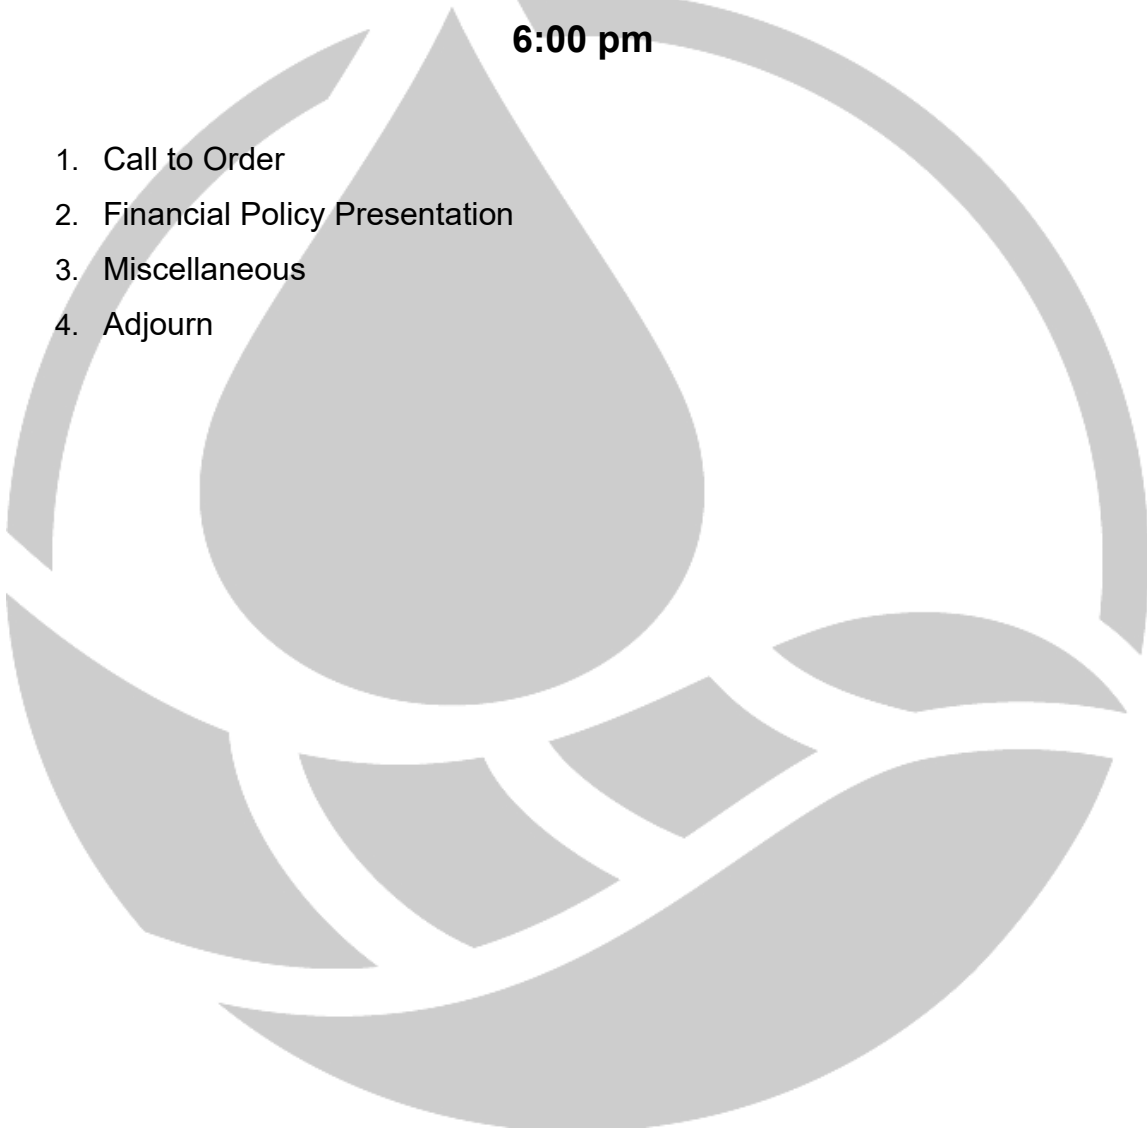 6:00 pm
1. Call to Order
2. Financial Policy Presentation
3. Miscellaneous
4. Adjourn